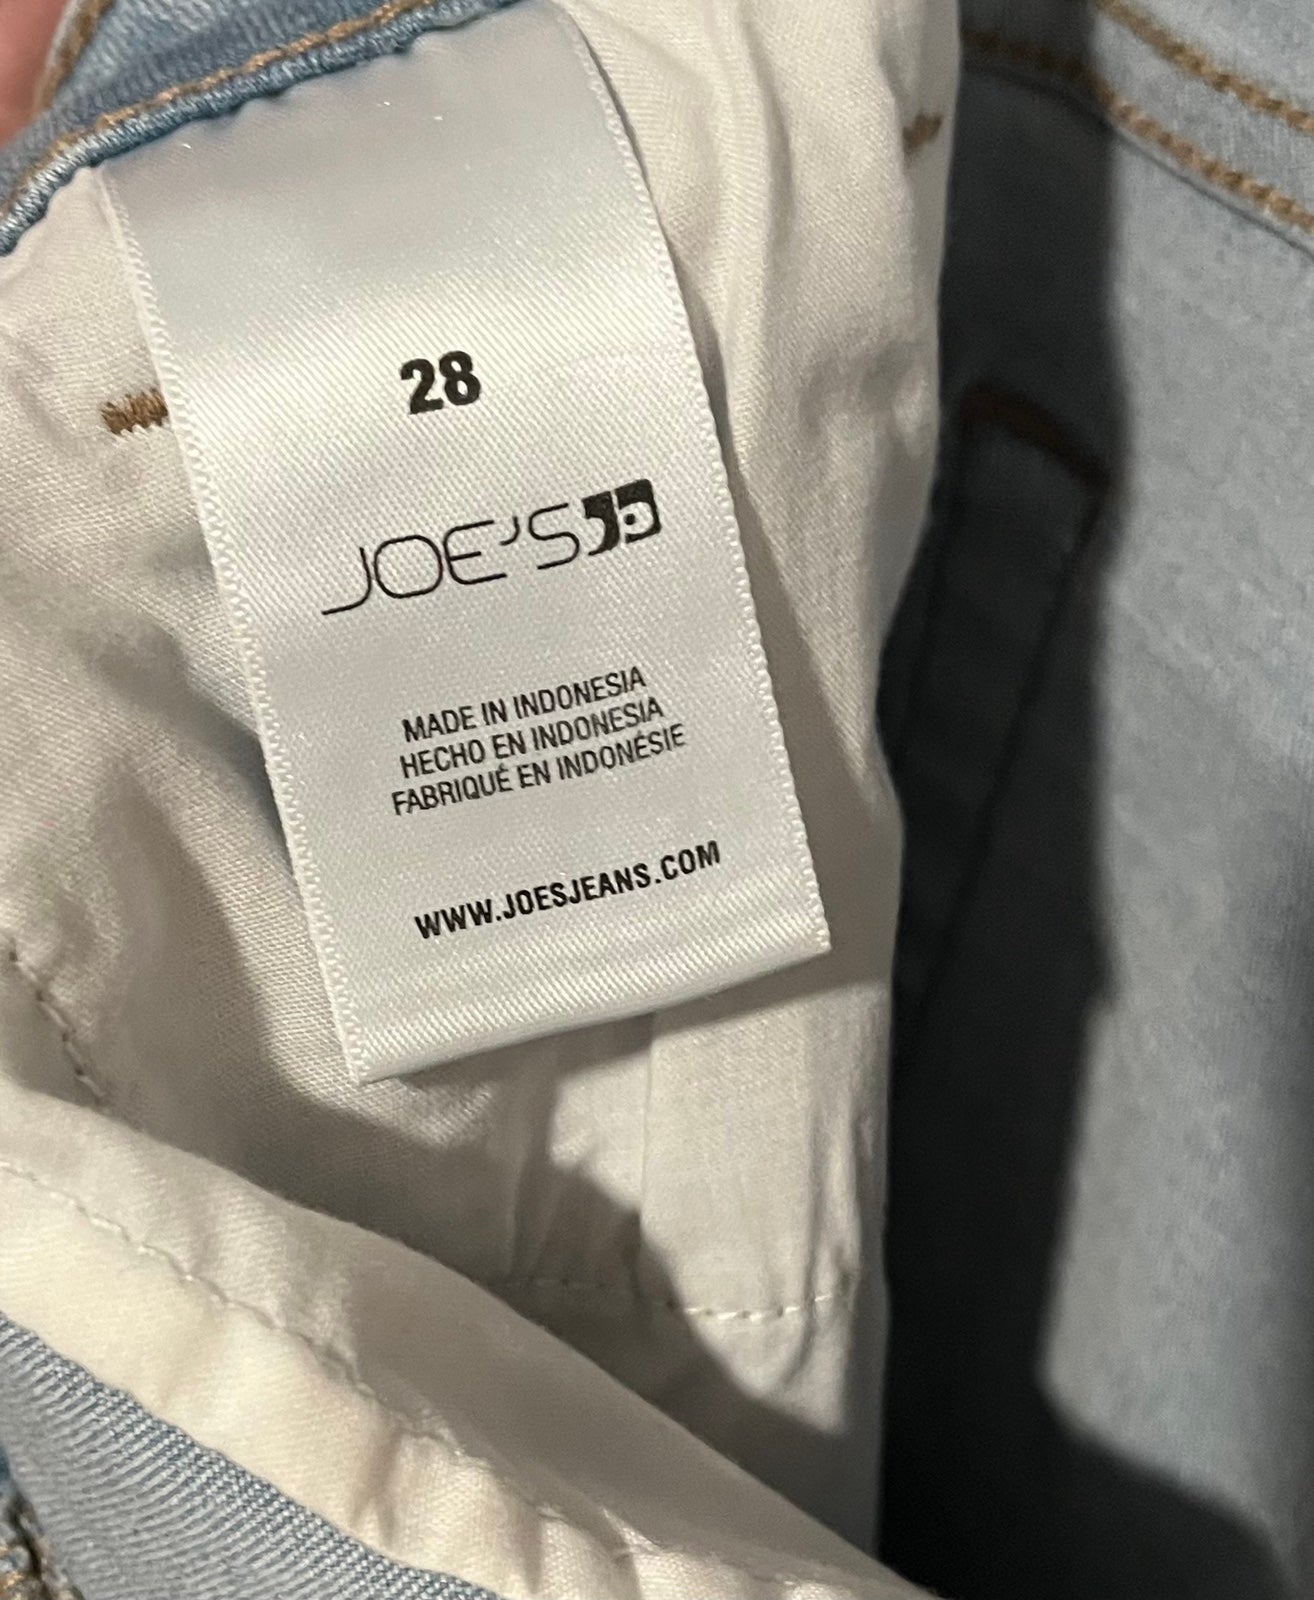 28
JOE'S
MADE IN INDONESIA
HECHO EN INDONESIA
FABRIQUÉ EN INDONÉSIE
WWW.JOESJEANS.COM